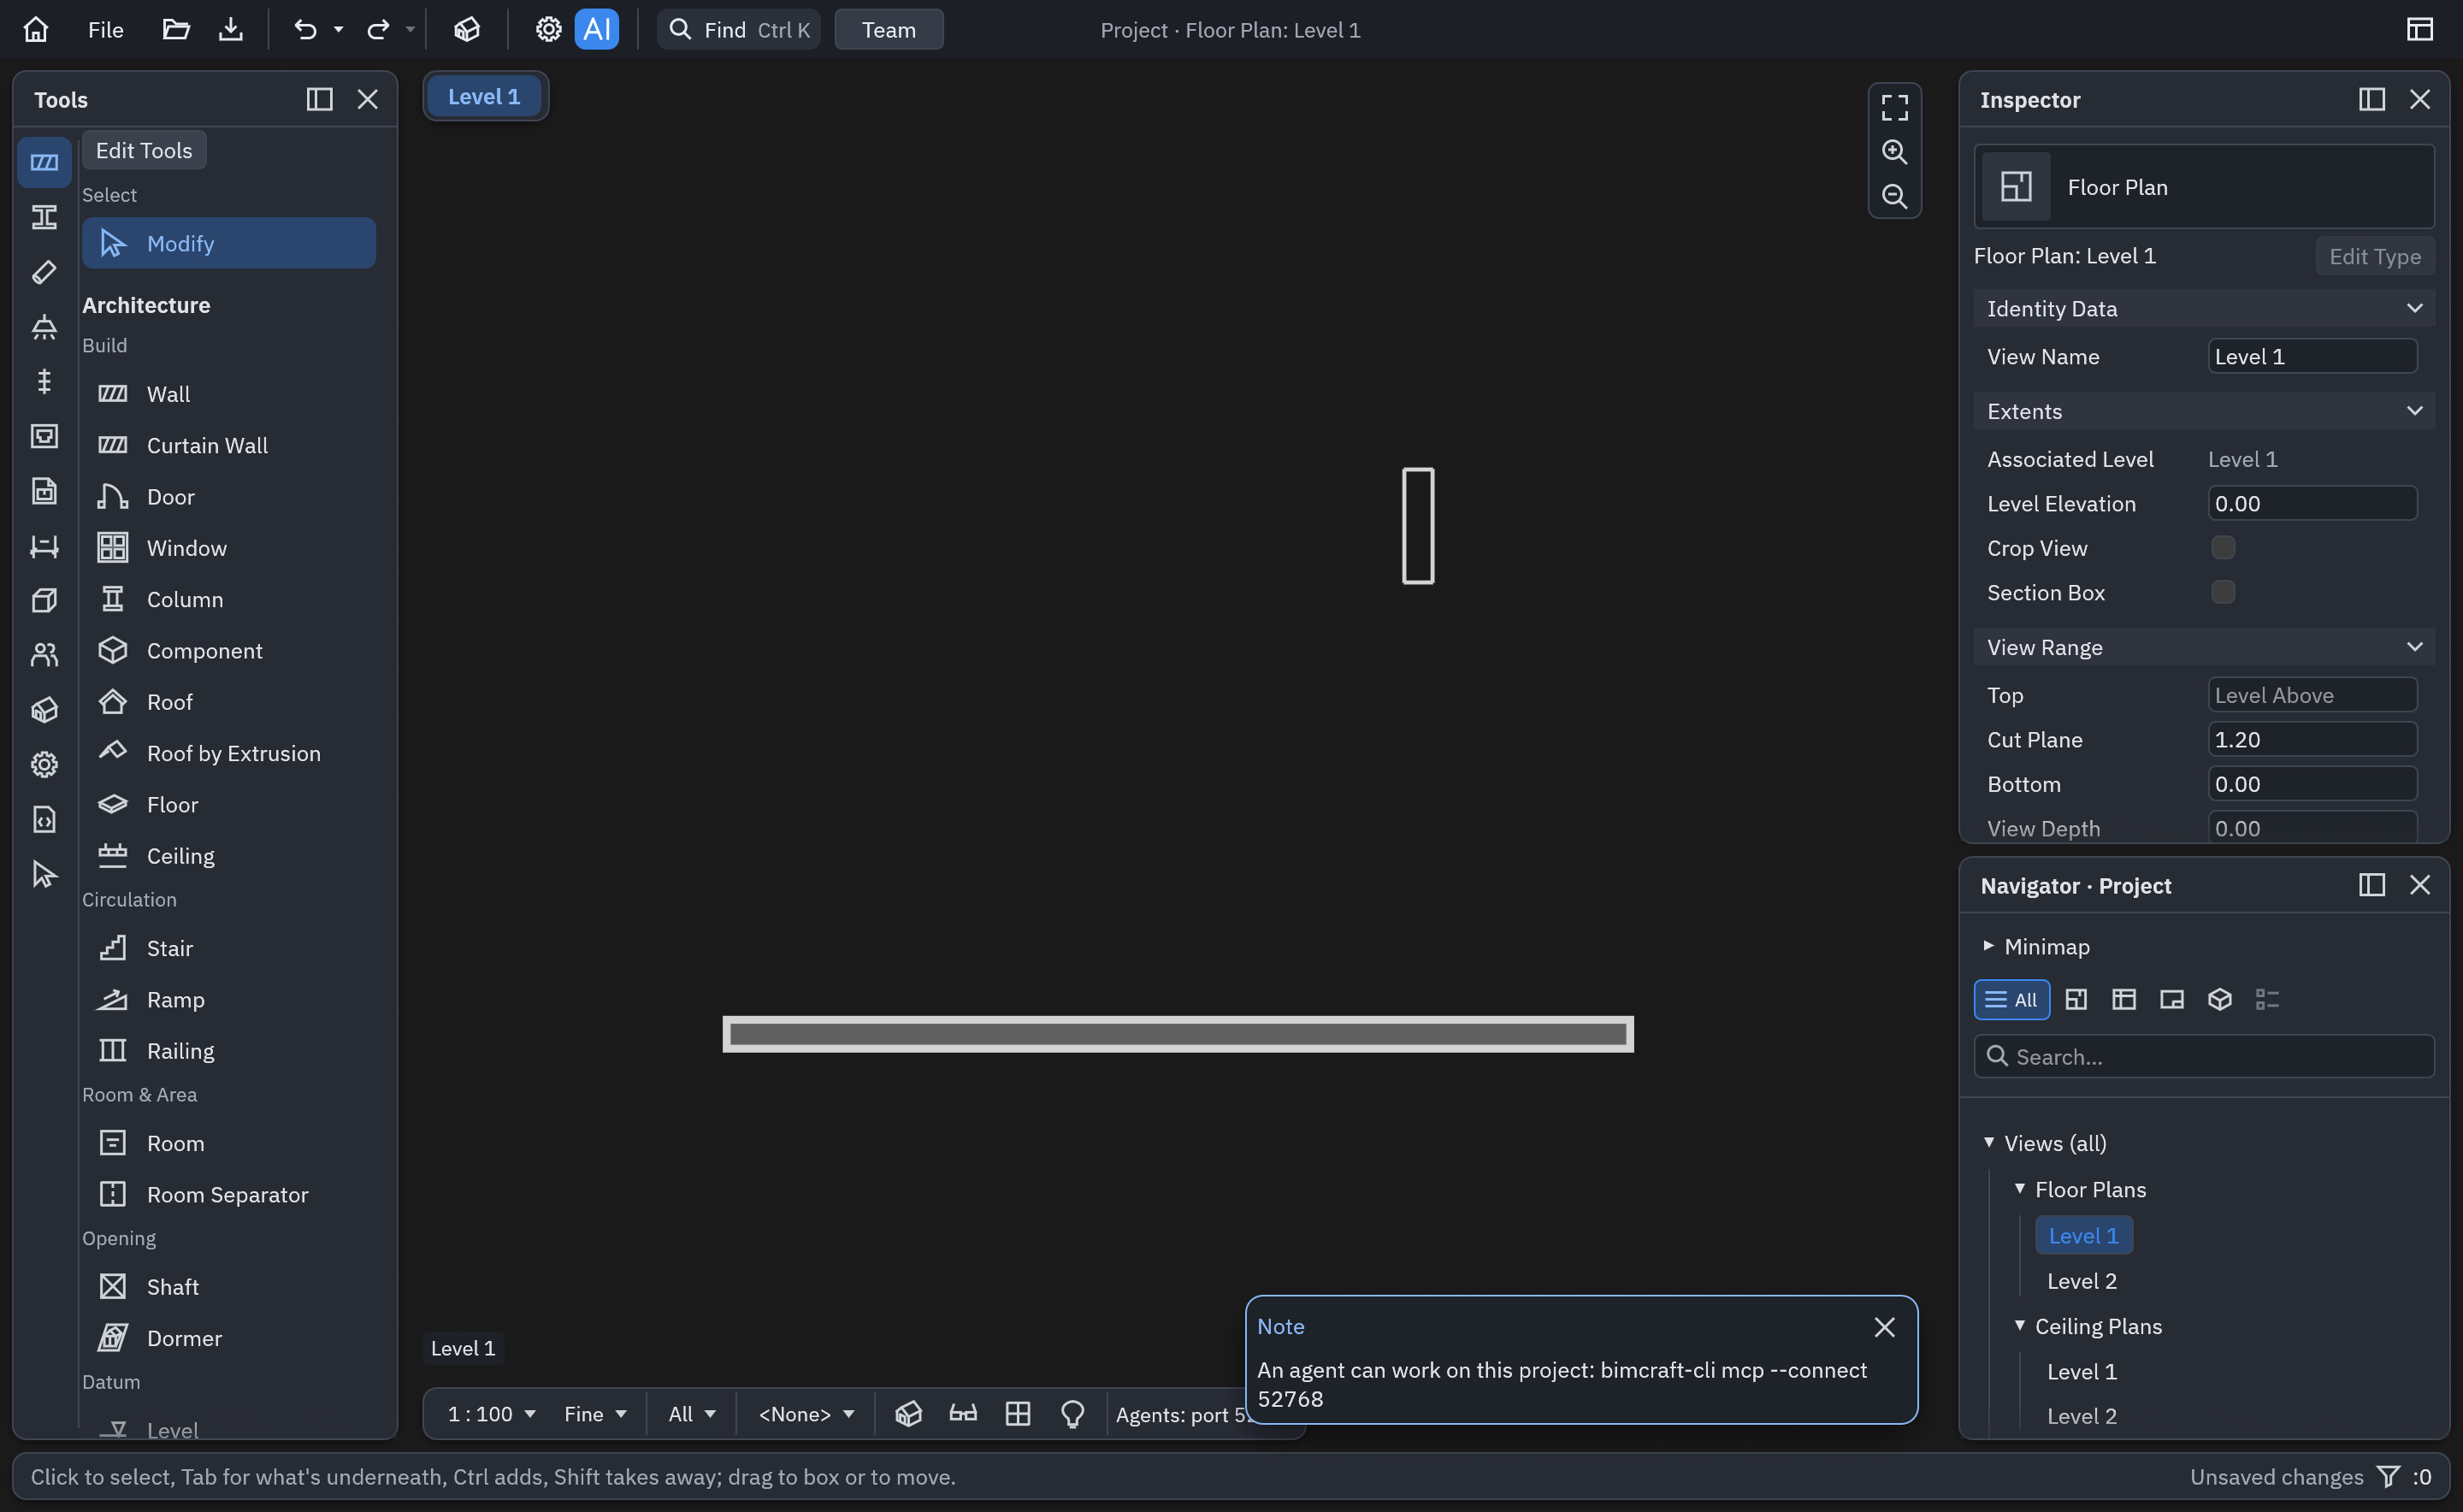 File
AI
Find Ctrl K
Team
Project · Floor Plan: Level 1
Tools
Edit Tools
Select
Modify
Architecture
Build
Wall
Curtain Wall
Door
Window
Column
Component
Roof
Roof by Extrusion
Floor
Ceiling
Circulation
Stair
Ramp
Railing
Room & Area
Room
Room Separator
Opening
Shaft
Dormer
Datum
Level
Level 1
Level 1
1 : 100
Fine
All
<None>
Agents: port
Note
An agent can work on this project: bimcraft-cli mcp --connect
52768
Inspector
Floor Plan
Floor Plan: Level 1
Edit Type
Identity Data
View Name
Level 1
Extents
Associated Level
Level 1
Level Elevation
0.00
Crop View
Section Box
View Range
Top
Level Above
Cut Plane
1.20
Bottom
0.00
View Depth
0.00
Navigator · Project
Minimap
All
Search...
Views (all)
Floor Plans
Level 1
Level 2
Ceiling Plans
Level 1
Level 2
Click to select, Tab for what's underneath, Ctrl adds, Shift takes away; drag to box or to move.
Unsaved changes
:0